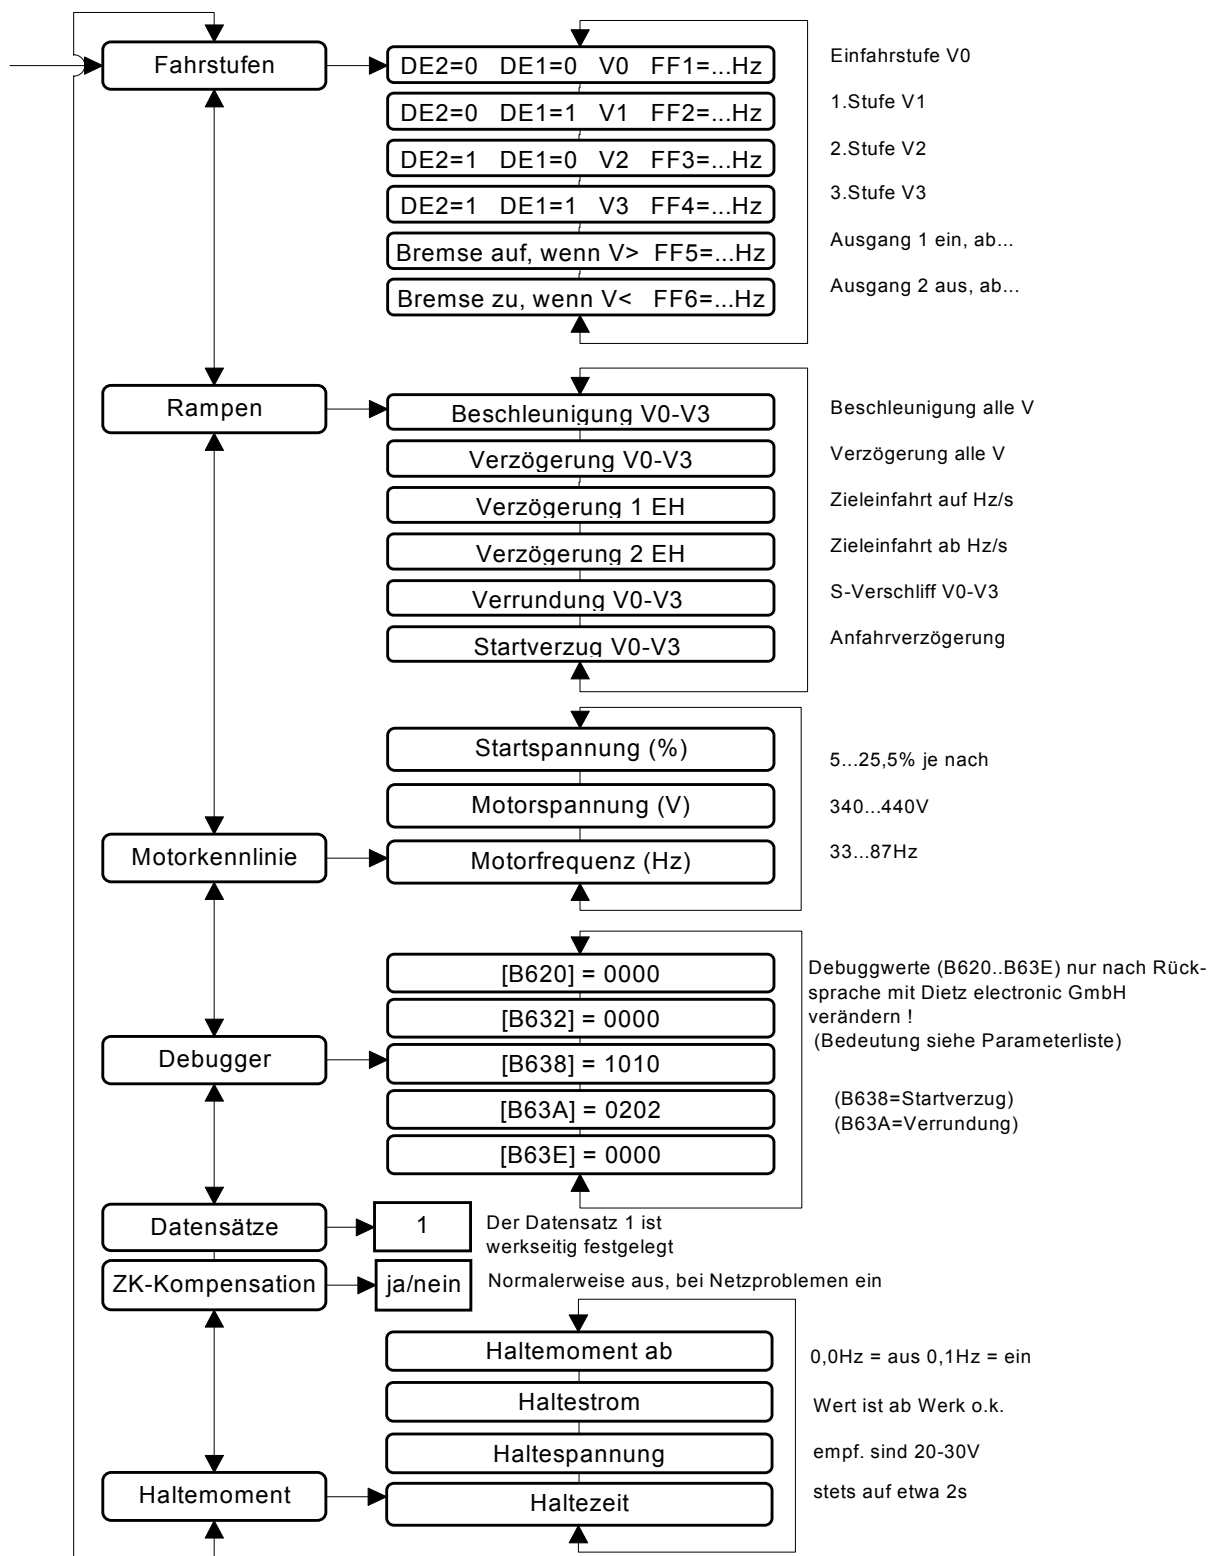 Fahrstufen
DE2=0 DE1=0 V0 FF1=...Hz
Einfahrstufe V0
DE2=0 DE1=1 V1 FF2=...Hz
1.Stufe V1
DE2=1 DE1=0 V2 FF3=...Hz
2.Stufe V2
DE2=1 DE1=1 V3 FF4=...Hz
3.Stufe V3
Bremse auf, wenn V> FF5=...Hz
Ausgang 1 ein, ab...
Bremse zu, wenn V< FF6=...Hz
Ausgang 2 aus, ab...
Rampen
Beschleunigung V0-V3
Beschleunigung alle V
Verzögerung V0-V3
Verzögerung alle V
Verzögerung 1 EH
Zieleinfahrt auf Hz/s
Verzögerung 2 EH
Zieleinfahrt ab Hz/s
Verrundung V0-V3
S-Verschliff V0-V3
Startverzug V0-V3
Anfahrverzögerung
Startspannung (%)
5...25,5% je nach
Motorspannung (V)
340...440V
Motorkennlinie
Motorfrequenz (Hz)
33...87Hz
[B620] = 0000
Debuggwerte (B620..B63E) nur nach Rück-
sprache mit Dietz electronic GmbH
verändern !
(Bedeutung siehe Parameterliste)
[B632] = 0000
Debugger
[B638] = 1010
(B638=Startverzug)
[B63A] = 0202
(B63A=Verrundung)
[B63E] = 0000
Datensätze
1
Der Datensatz 1 ist
werkseitig festgelegt
ZK-Kompensation
ja/nein
Normalerweise aus, bei Netzproblemen ein
Haltemoment ab
0,0Hz = aus 0,1Hz = ein
Haltestrom
Wert ist ab Werk o.k.
Haltespannung
empf. sind 20-30V
Haltemoment
Haltezeit
stets auf etwa 2s